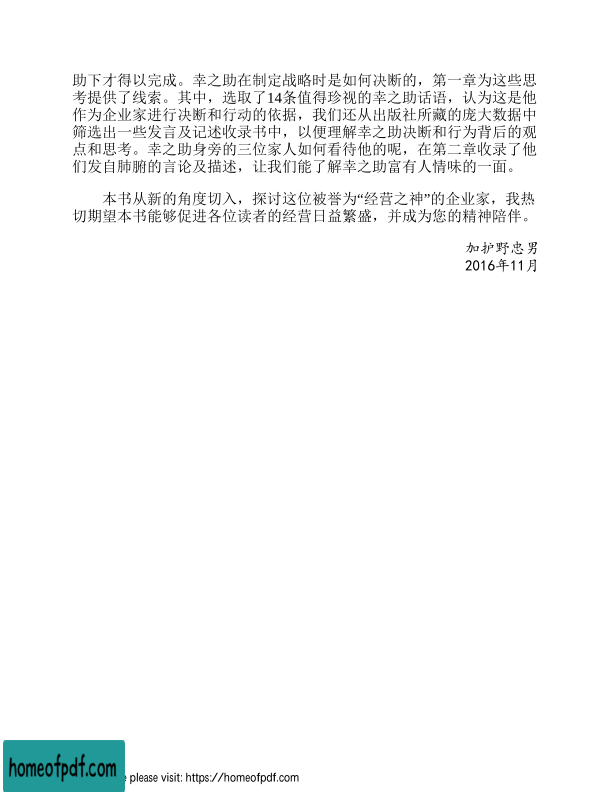 助下才得以完成。幸之助在制定战略时是如何决断的，第一章为这些思
考提供了线索。其中，选取了14条值得珍视的幸之助话语，认为这是他
作为企业家进行决断和行动的依据，我们还从出版社所藏的庞大数据中
筛选出一些发言及记述收录书中，以便理解幸之助决断和行为背后的观
点和思考。幸之助身旁的三位家人如何看待他的呢，在第二章收录了他
们发自肺腑的言论及描述，让我们能了解幸之助富有人情味的一面。
本书从新的角度切入，探讨这位被誉为“经营之神”的企业家，我热
切期望本书能够促进各位读者的经营日益繁盛，并成为您的精神陪伴。
加护野忠男
2016年11月
homeofpdf.com
please visit: https://homeofpdf.com